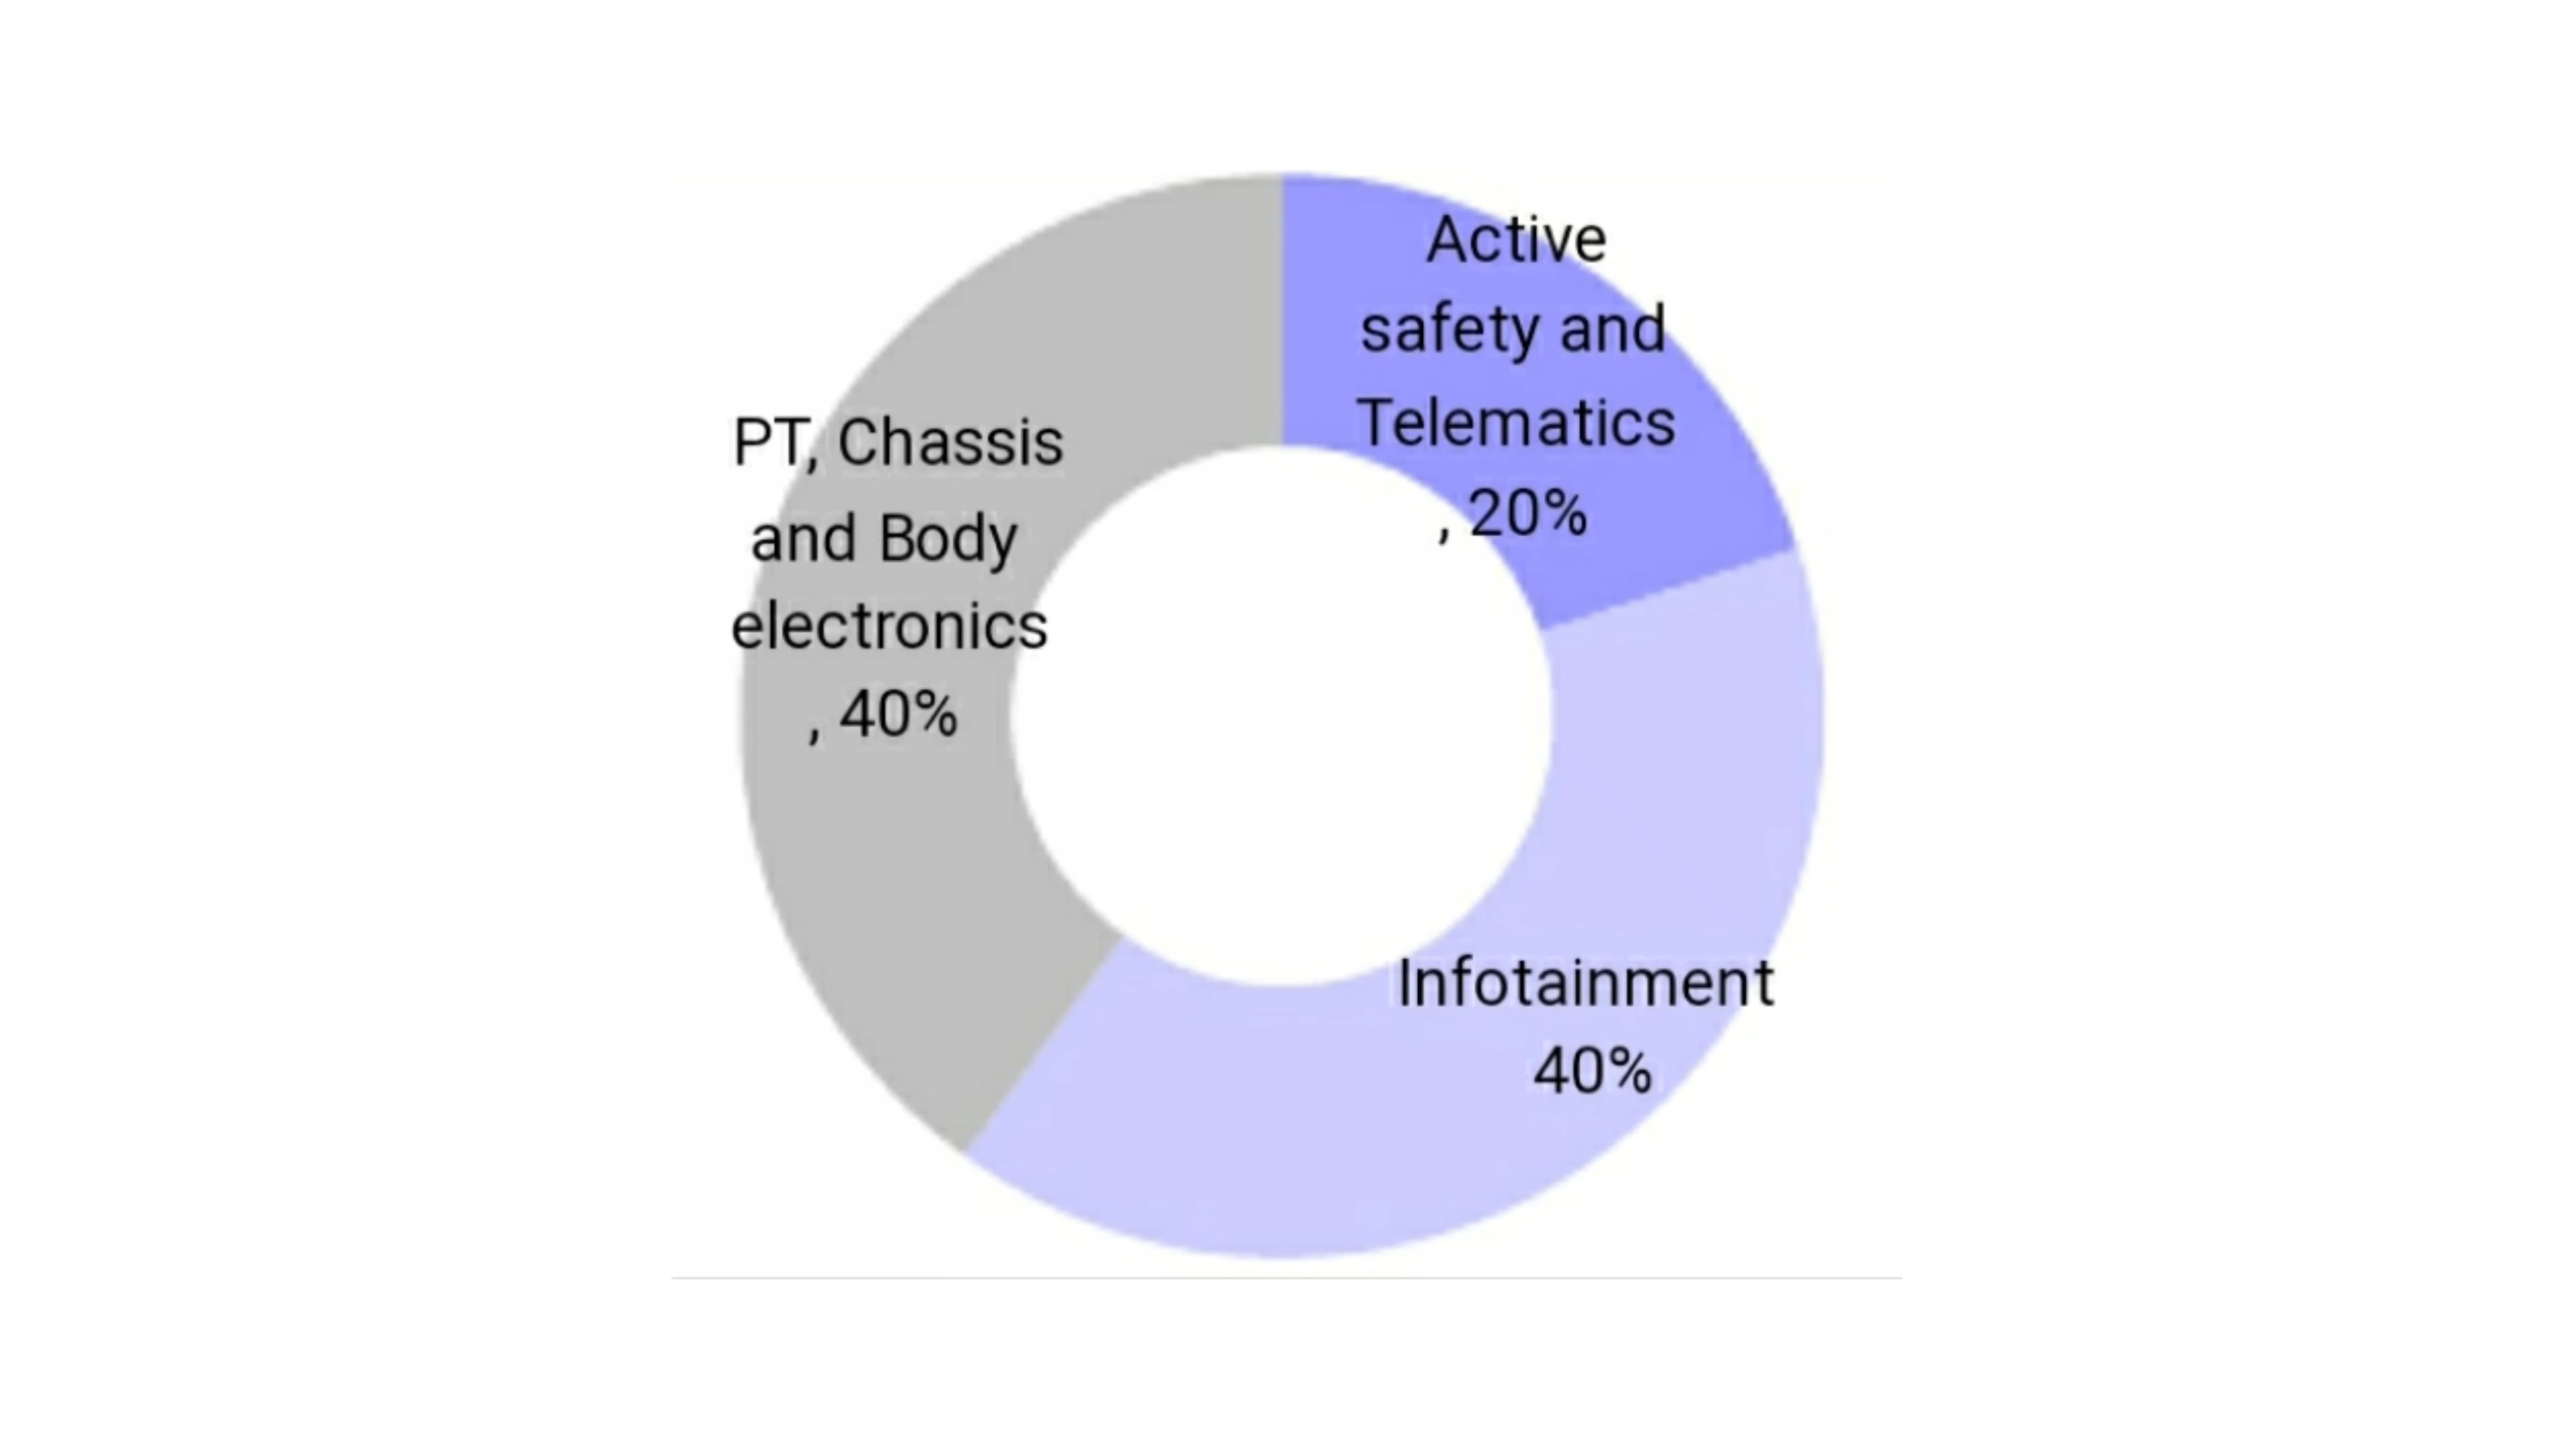 Active
safety and
Telematics
, 20%
PT, Chassis
and Body
electronics
, 40%
Infotainment
40%